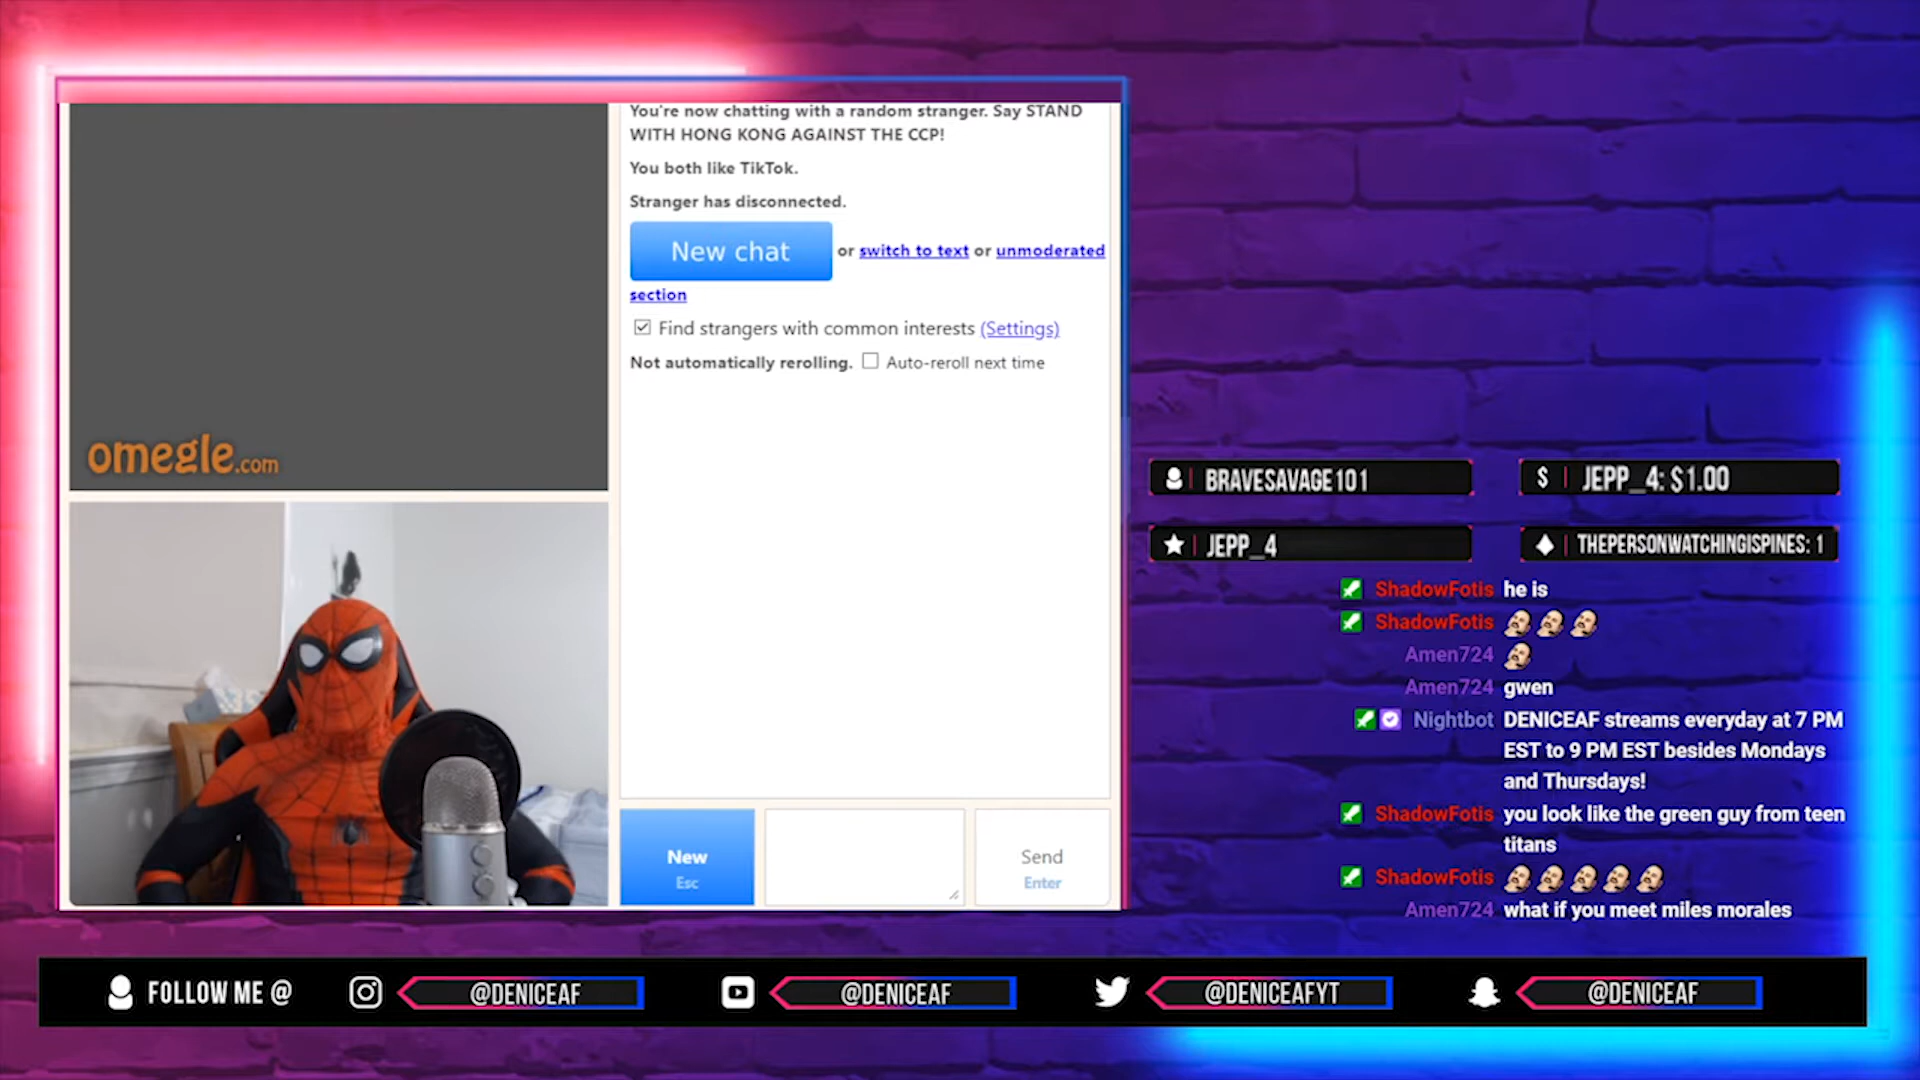 You're now chatting with a random stranger. Say STAND
WITH HONG KONG AGAINST THE CCP!
You both like TikTok.
Stranger has disconnected.
New chat or switch to text or unmoderated
section
Find strangers with common interests (Settings)
Not automatically rerolling. Auto-reroll next time
omegle.com
New
Esc
Send
Enter
BRAVESAVAGE101
$ JEPP_4: $1.00
JEPP_4
THEPERSONWATCHINGISPINES: 1
ShadowFotis he is
ShadowFotis
Amen724
Amen724 gwen
Nightbot DENICEAF streams everyday at 7 PM
EST to 9 PM EST besides Mondays
and Thursdays!
ShadowFotis you look like the green guy from teen
titans
ShadowFotis
Amen724 what if you meet miles morales
FOLLOW ME @
@DENICEAF
@DENICEAF
@DENICEAFYT
@DENICEAF